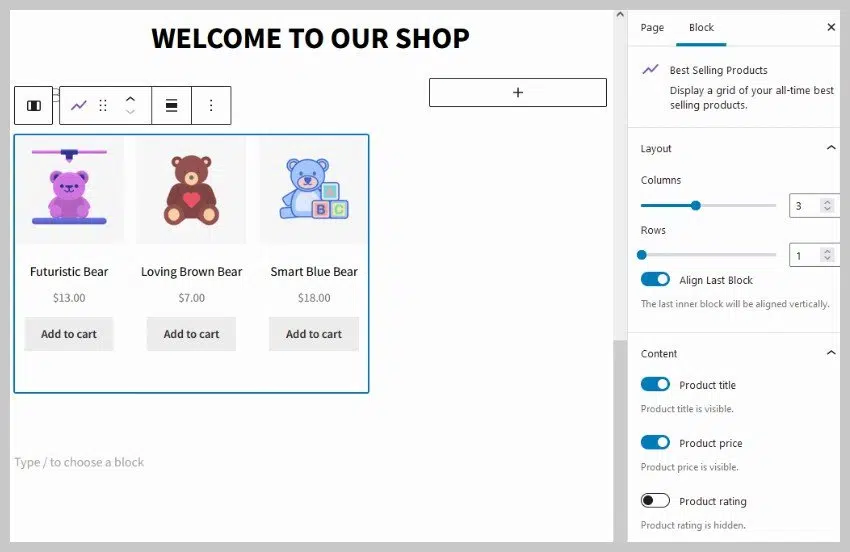 WELCOME TO OUR SHOP
Futuristic Bear
Loving Brown Bear
Smart Blue Bear
$13.00
$7.00
$18.00
Add to cart
Add to cart
Add to cart
B C
Type / to choose a block
Page
Block
Best Selling Products
Display a grid of your all-time best
selling products.
Layout
Columns
3
Rows
1
Align Last Block
The last inner block will be aligned vertically.
Content
Product title
Product title is visible.
Product price
Product price is visible.
Product rating
Product rating is hidden.